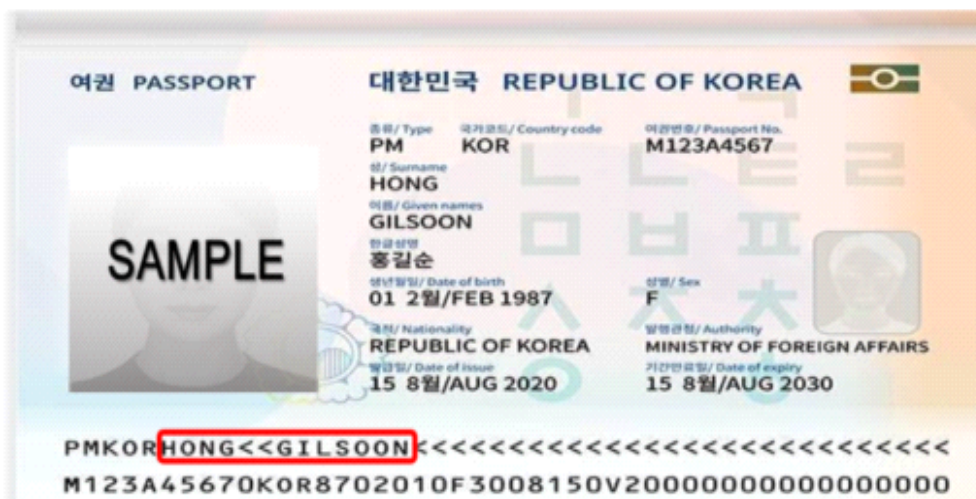 여권 PASSPORT 대한민국 REPUBLIC OF KOREA
종류/Type 국가코드/Country code 여권번호/Passport No.
PM KOR M123A4567
성/Surname
HONG
이름/Given names
GILSOON
한글성명
홍길순
생년월일/Date of birth 성별/Sex
01 2월/FEB 1987 F
국적/Nationality 발행관청/Authority
REPUBLIC OF KOREA MINISTRY OF FOREIGN AFFAIRS
발급일/Date of issue 기간만료일/Date of expiry
15 8월/AUG 2020 15 8월/AUG 2030
SAMPLE
ㄱ ㄲ
ㄴ ㄷ ㄹ
ㅁ ㅂ ㅍ
ㅅ ㅈ ㅊ
ㅇ ㅎ
PMKORHONG<<GILSOON<<<<<<<<<<<<<<<<<<<<<<<<<<
M123A45670KOR8702010F3008150V20000000000000